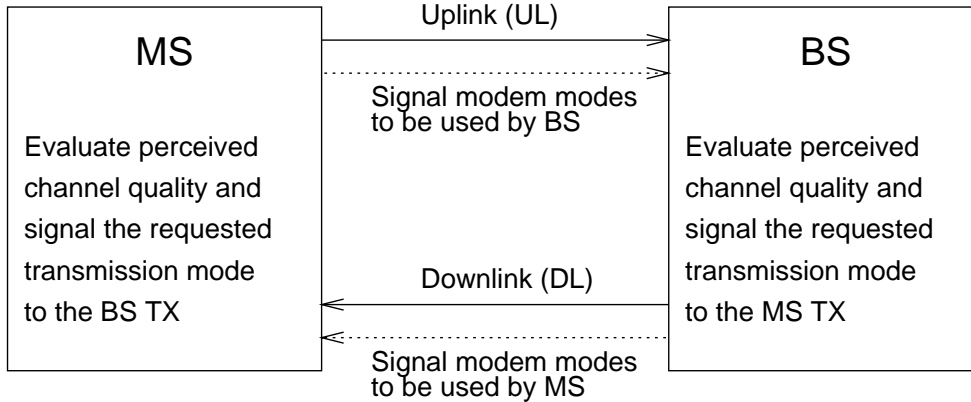 MS
Evaluate perceived
channel quality and
signal the requested
transmission mode
to the BS TX
Uplink (UL)
Signal modem modes
to be used by BS
Downlink (DL)
Signal modem modes
to be used by MS
BS
Evaluate perceived
channel quality and
signal the requested
transmission mode
to the MS TX